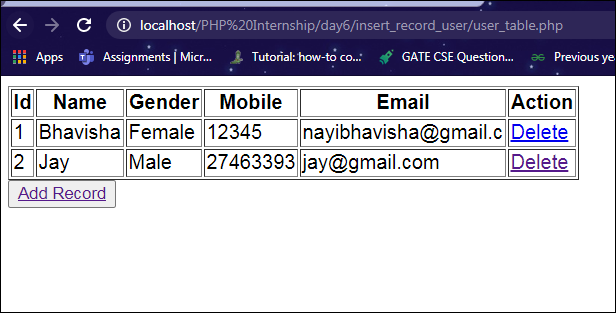 localhost/PHP%20Internship/day6/insert_record_user/user_table.php
Apps Assignments | Micr... Tutorial: how-to co... GATE CSE Question... Previous ye
Id Name Gender Mobile Email Action
1 Bhavisha Female 12345 nayibhavisha@gmail.c Delete
2 Jay Male 27463393 jay@gmail.com Delete
Add Record